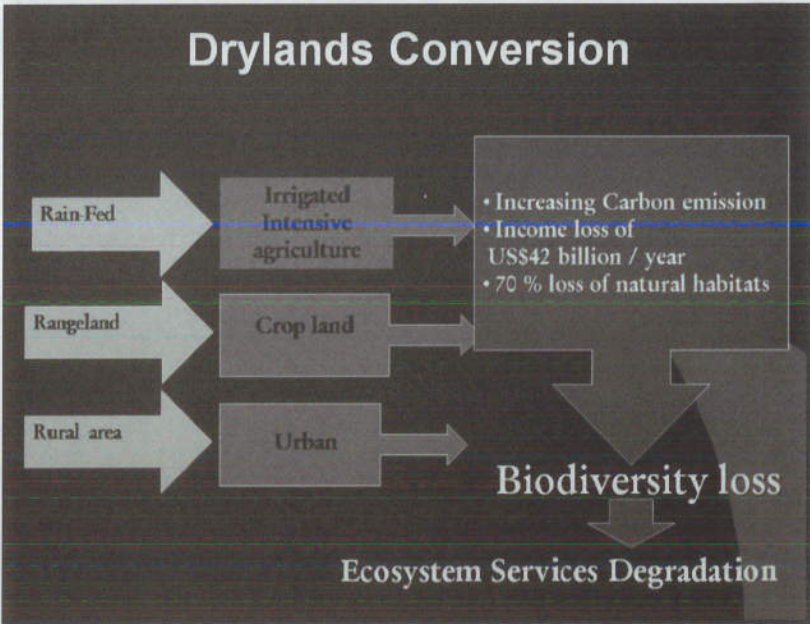 Drylands Conversion
Rain-Fed
Irrigated
Intensive
agriculture
• Increasing Carbon emission
• Income loss of
US$42 billion / year
• 70 % loss of natural habitats
Rangeland
Crop land
Rural area
Urban
Biodiversity loss
Ecosystem Services Degradation